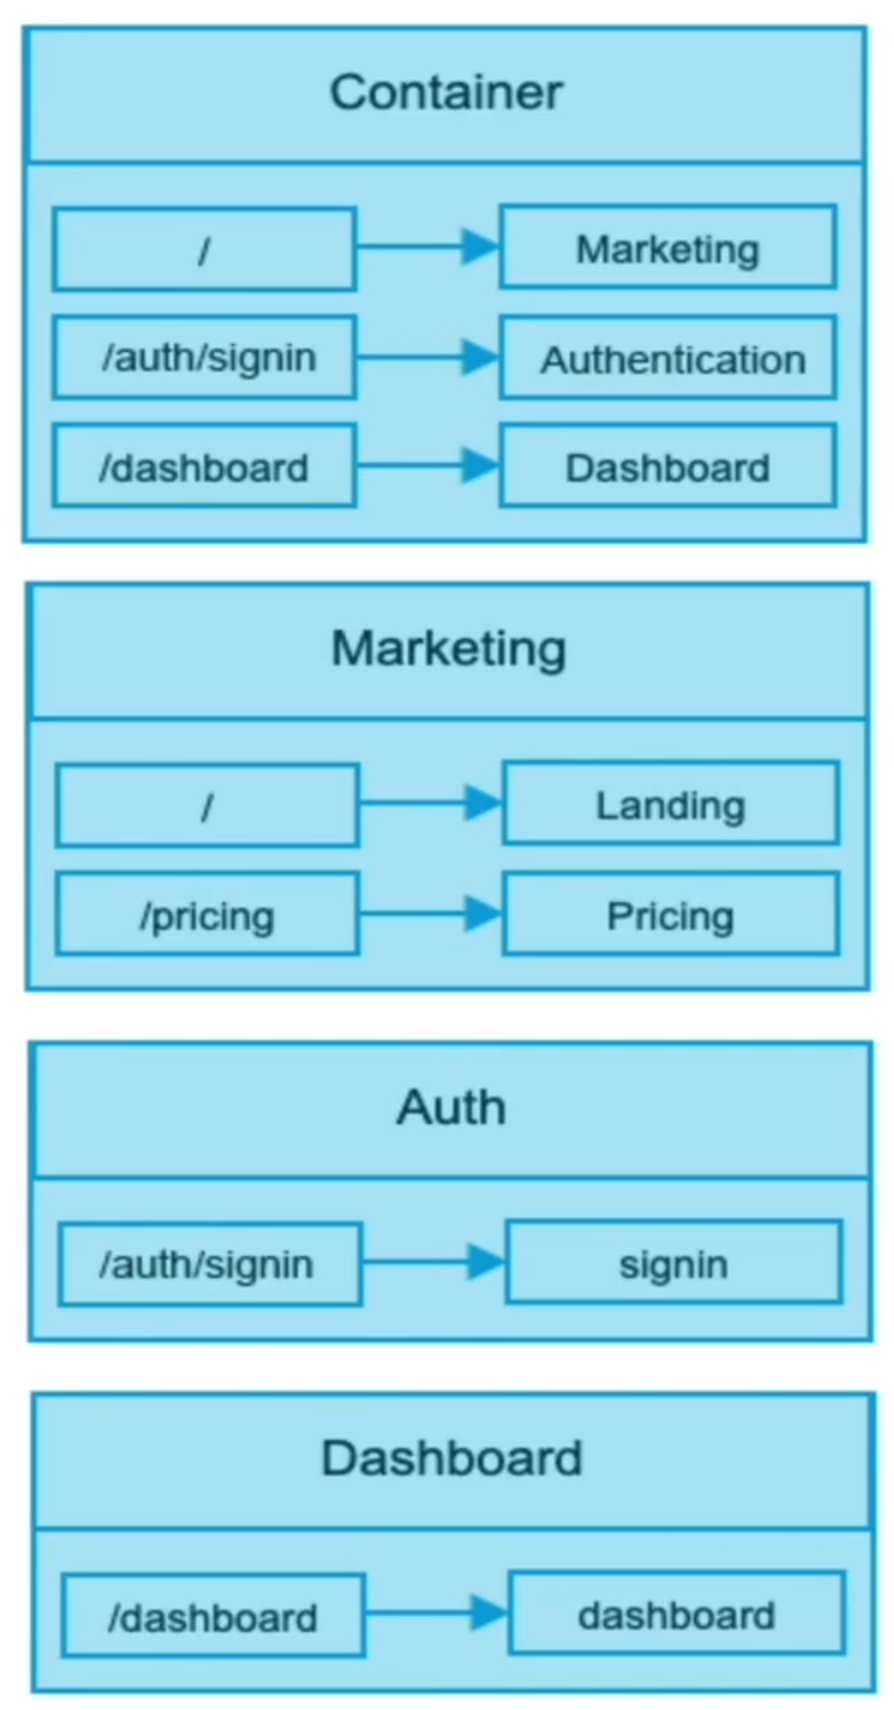 Container
/
Marketing
/auth/signin
Authentication
/dashboard
Dashboard
Marketing
/
Landing
/pricing
Pricing
Auth
/auth/signin
signin
Dashboard
/dashboard
dashboard